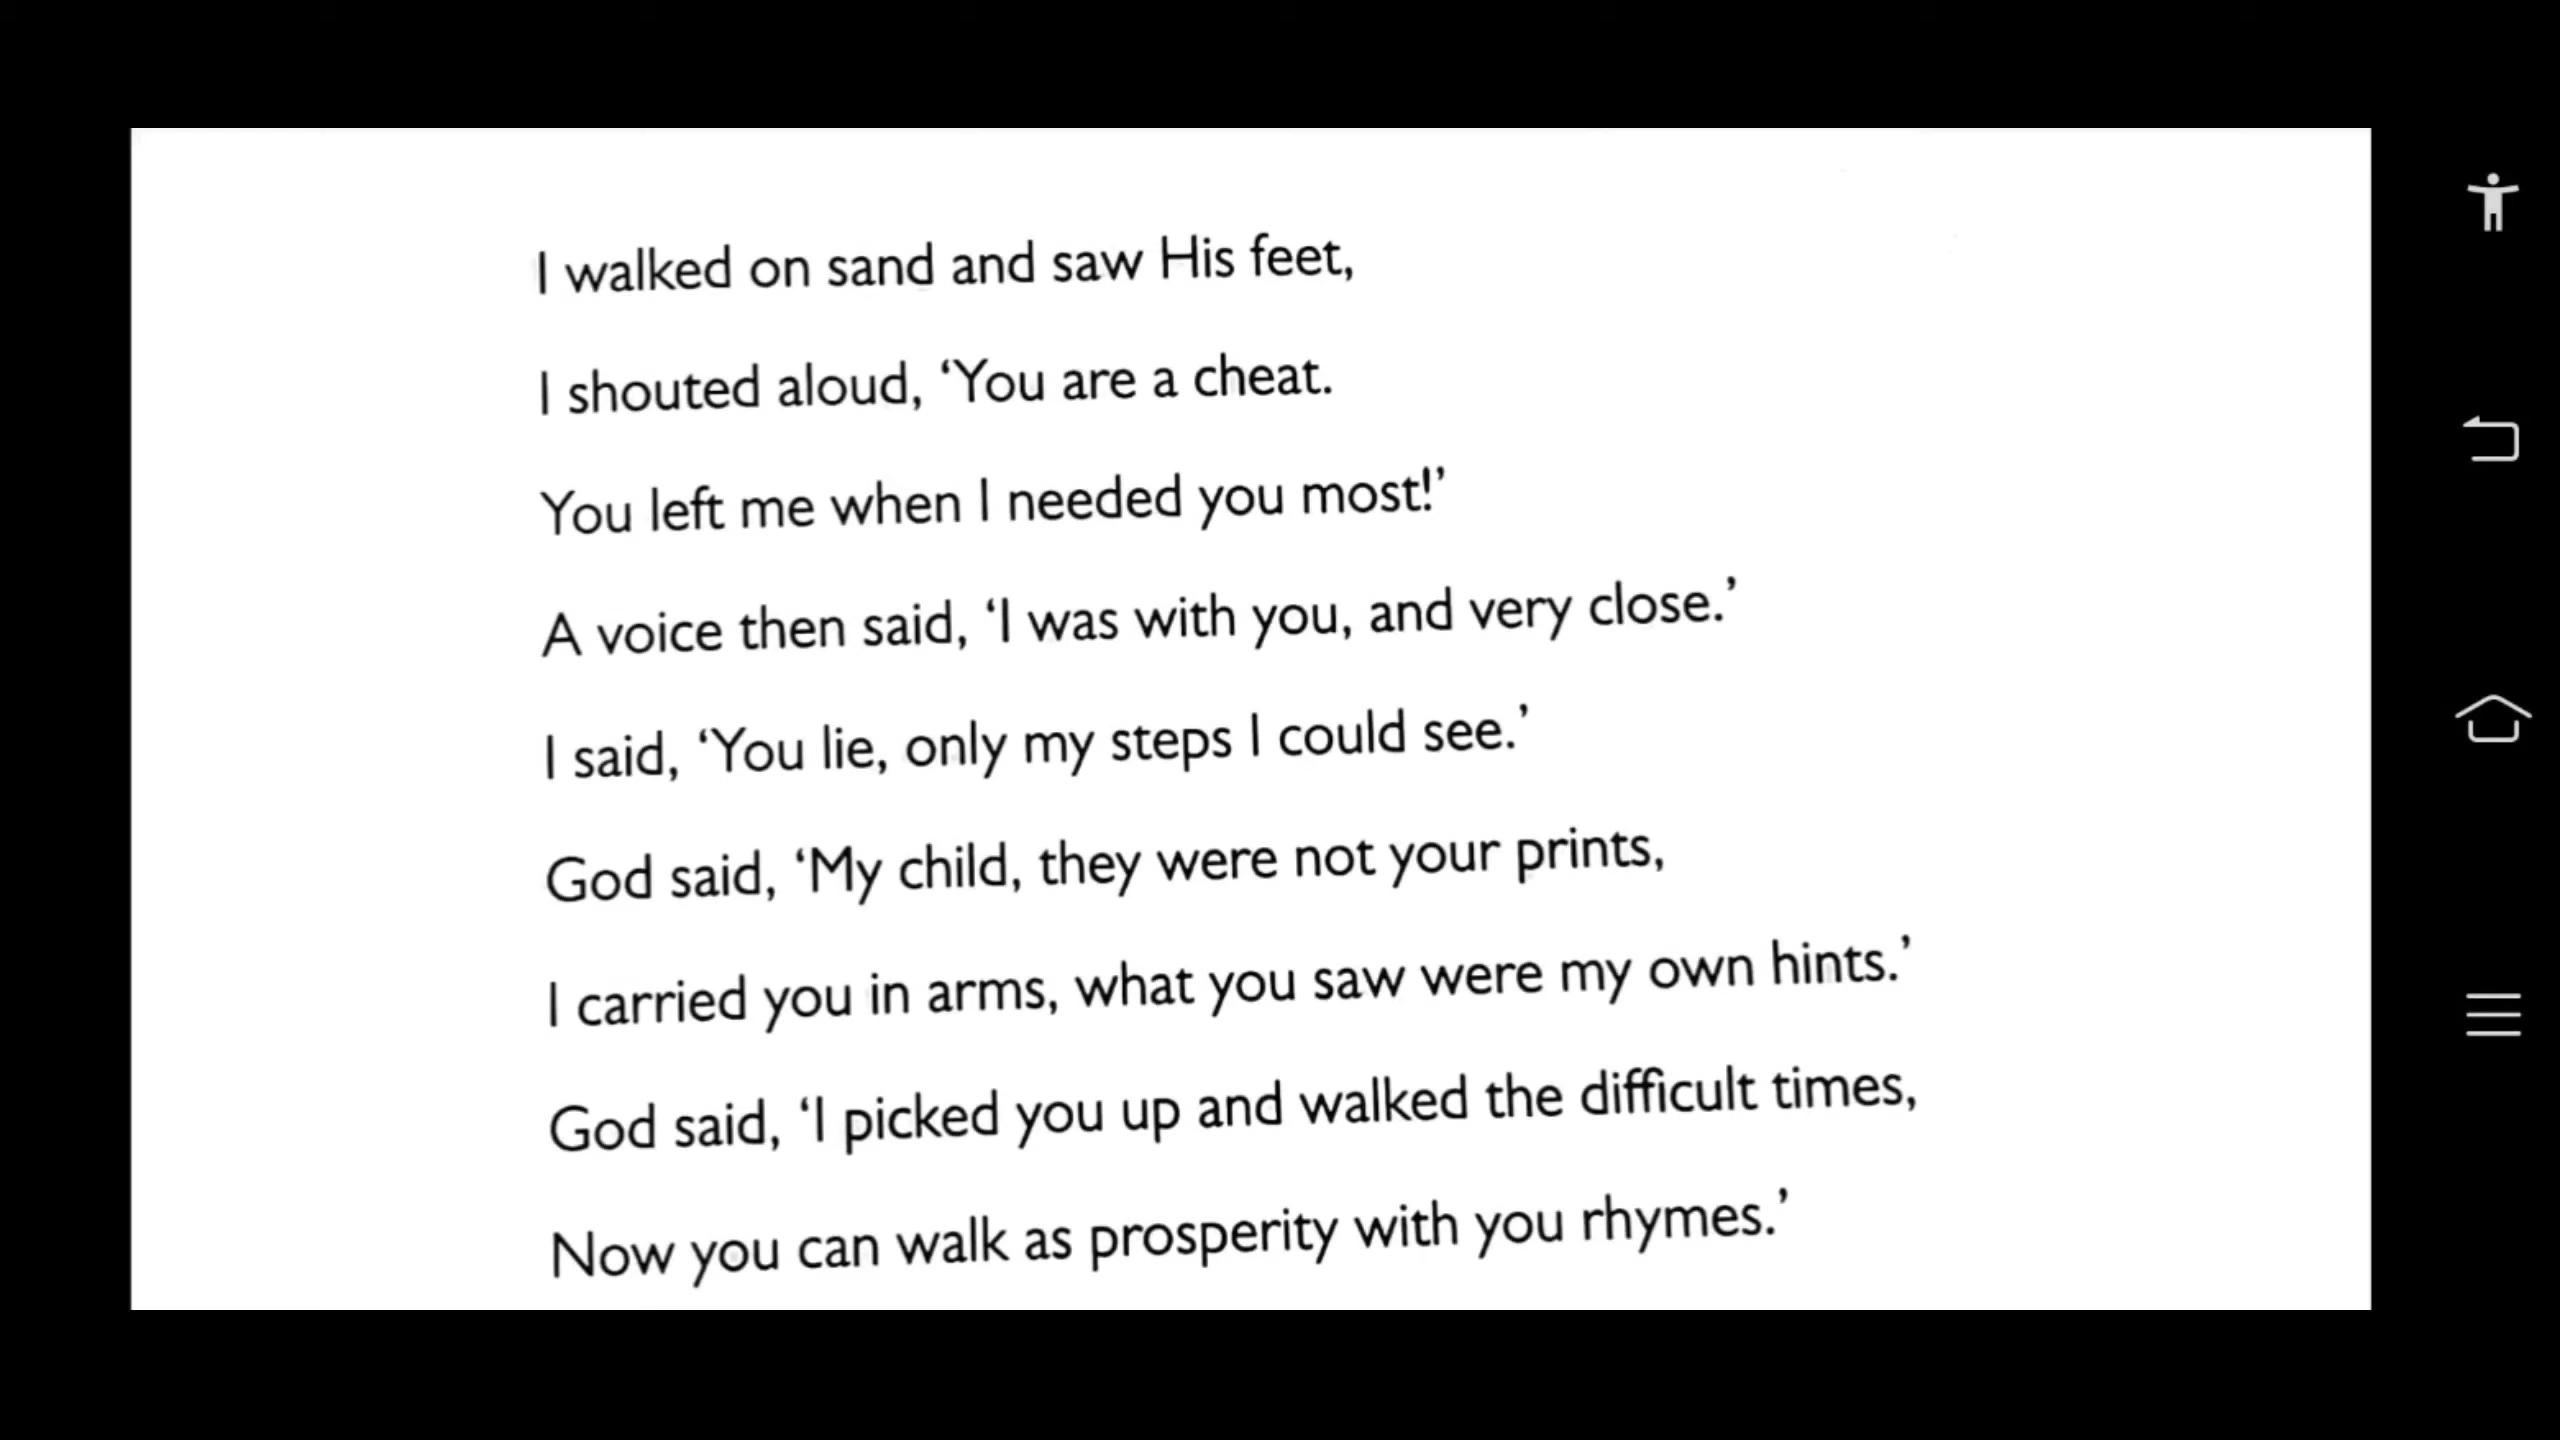 I walked on sand and saw His feet,
I shouted aloud, ‘You are a cheat.
You left me when I needed you most!’
A voice then said, ‘I was with you, and very close.’
I said, ‘You lie, only my steps I could see.’
God said, ‘My child, they were not your prints,
I carried you in arms, what you saw were my own hints.’
God said, ‘I picked you up and walked the difficult times,
Now you can walk as prosperity with you rhymes.’